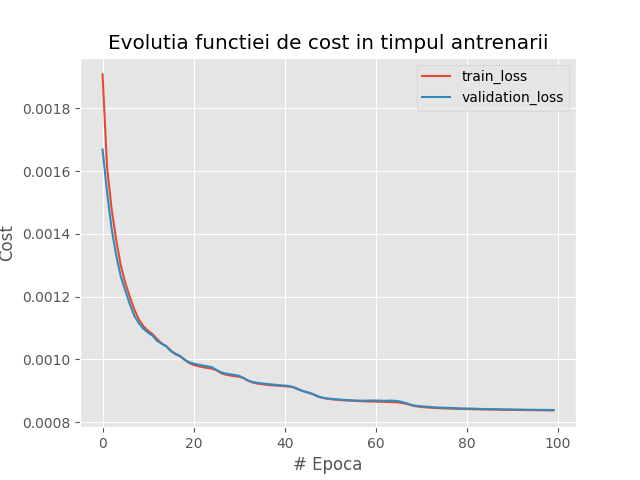 Evolutia functiei de cost in timpul antrenarii
train_loss
validation_loss
Cost
0.0018
0.0016
0.0014
0.0012
0.0010
0.0008
0 20 40 60 80 100
# Epoca